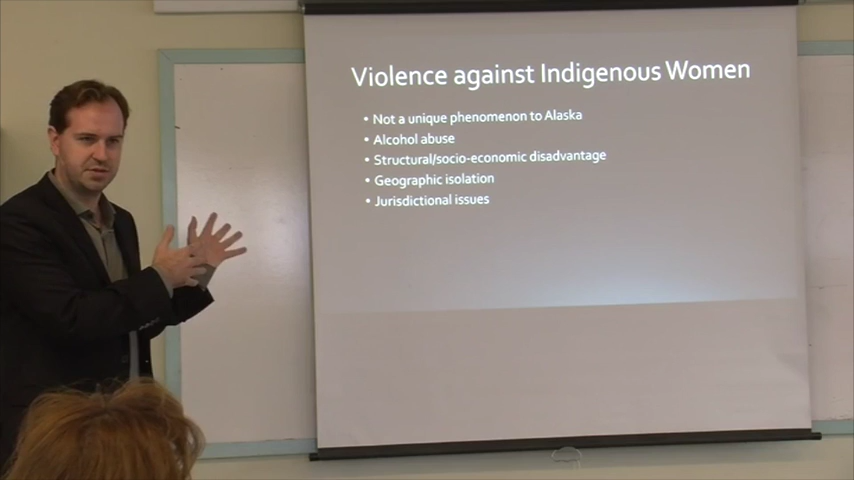 Violence against Indigenous Women
• Not a unique phenomenon to Alaska
• Alcohol abuse
• Structural/socio-economic disadvantage
• Geographic isolation
• Jurisdictional issues